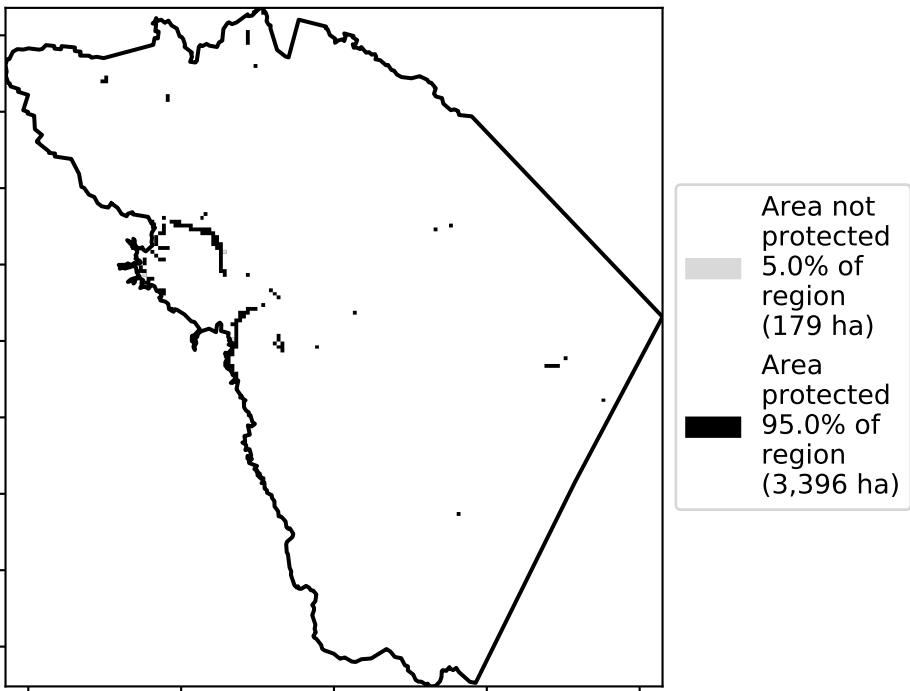 Area not
protected
5.0% of
region
(179 ha)
Area
protected
95.0% of
region
(3,396 ha)